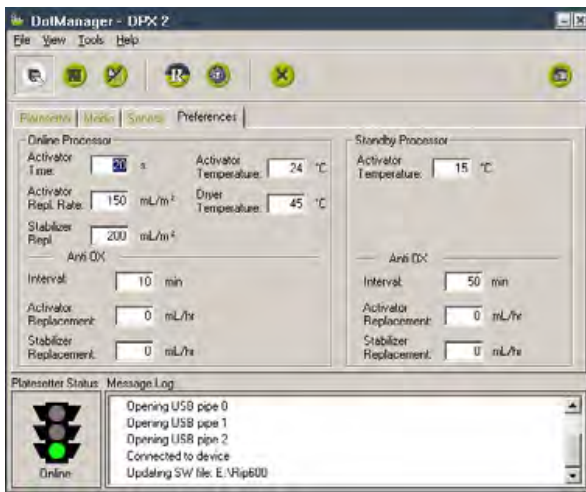 DotManager - DPX 2
File View Tools Help
Platesetter Media Service Preferences
Online Processor
Standby Processor
Activator Time: 20 s
Activator Temperature: 24 °C
Activator Temperature: 15 °C
Activator Repl. Rate: 150 mL/m²
Dryer Temperature: 45 °C
Stabilizer Repl. 200 mL/m²
Anti OX
Anti OX
Interval: 10 min
Interval: 50 min
Activator Replacement: 0 mL/hr
Activator Replacement: 0 mL/hr
Stabilizer Replacement: 0 mL/hr
Stabilizer Replacement: 0 mL/hr
Platesetter Status: Message Log
Opening USB pipe 0
Opening USB pipe 1
Opening USB pipe 2
Connected to device
Updating SW file: E:\Rip600
Online